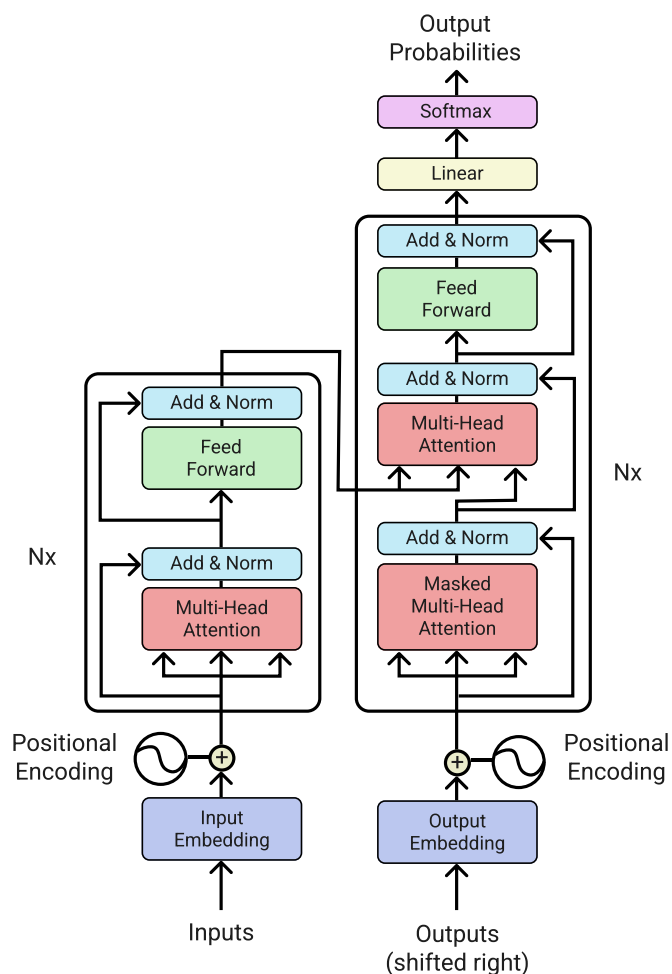 Output
Probabilities
Softmax
Linear
Add & Norm
Feed
Forward
Add & Norm
Multi-Head
Attention
Nx
Add & Norm
Masked
Multi-Head
Attention
Add & Norm
Feed
Forward
Nx
Add & Norm
Multi-Head
Attention
Positional
Encoding
+
+
Positional
Encoding
Input
Embedding
Output
Embedding
Inputs
Outputs
(shifted right)